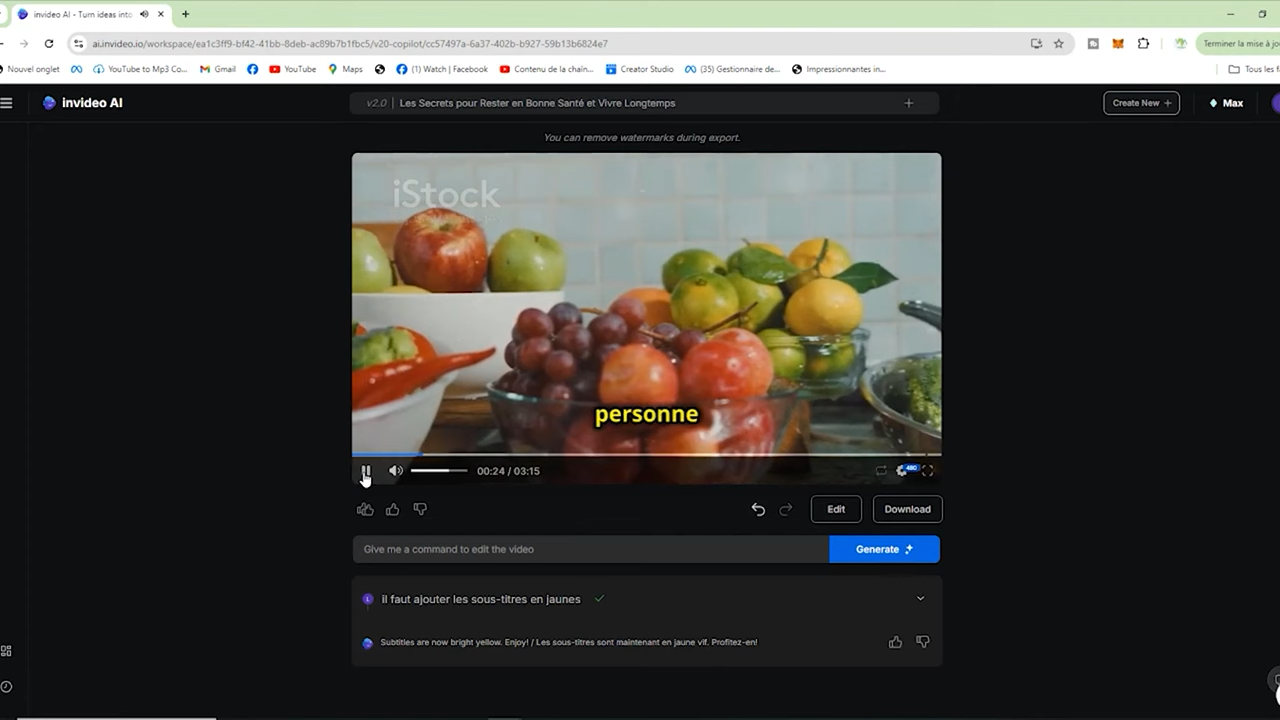 invideo AI - Turn ideas into
ai.invideo.io/workspace/ea1c3ff9-bf42-41bb-8deb-ac89b7b1fbc5/v20-copilot/cc57497a-6a37-402b-b927-59b13b6824e7
Terminer la mise à jo
Nouvel onglet
YouTube to Mp3 Co...
Gmail
YouTube
Maps
(1) Watch | Facebook
Contenu de la chaîn...
Creator Studio
(35) Gestionnaire de...
Impressionnantes in...
Tous les f
invideo AI
v2.0 | Les Secrets pour Rester en Bonne Santé et Vivre Longtemps
Create New +
Max
You can remove watermarks during export.
iStock
personne
00:24 / 03:15
480
Edit
Download
Give me a command to edit the video
Generate
L
il faut ajouter les sous-titres en jaunes
Subtitles are now bright yellow. Enjoy! / Les sous-titres sont maintenant en jaune vif. Profitez-en!